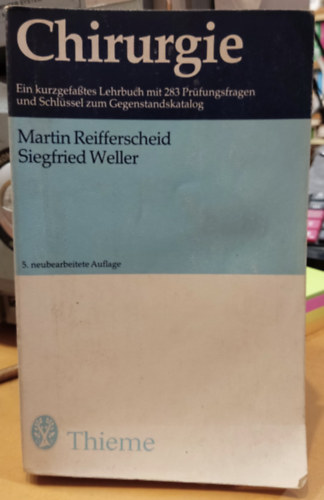 Chirurgie
Ein kurzgefaßtes Lehrbuch mit 283 Prüfungsfragen
und Schlüssel zum Gegenstandskatalog
Martin Reifferscheid
Siegfried Weller
5. neubearbeitete Auflage
Thieme